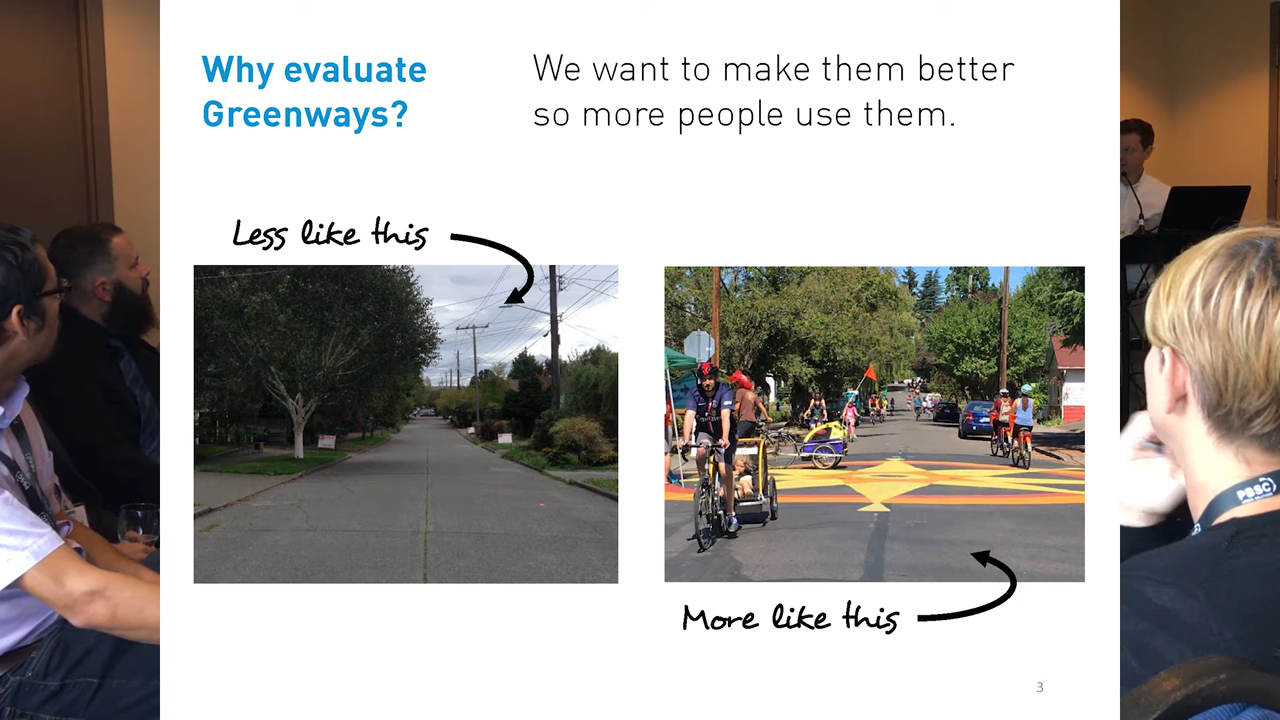 Why evaluate
Greenways?
We want to make them better
so more people use them.
Less like this
More like this
3
PBSC